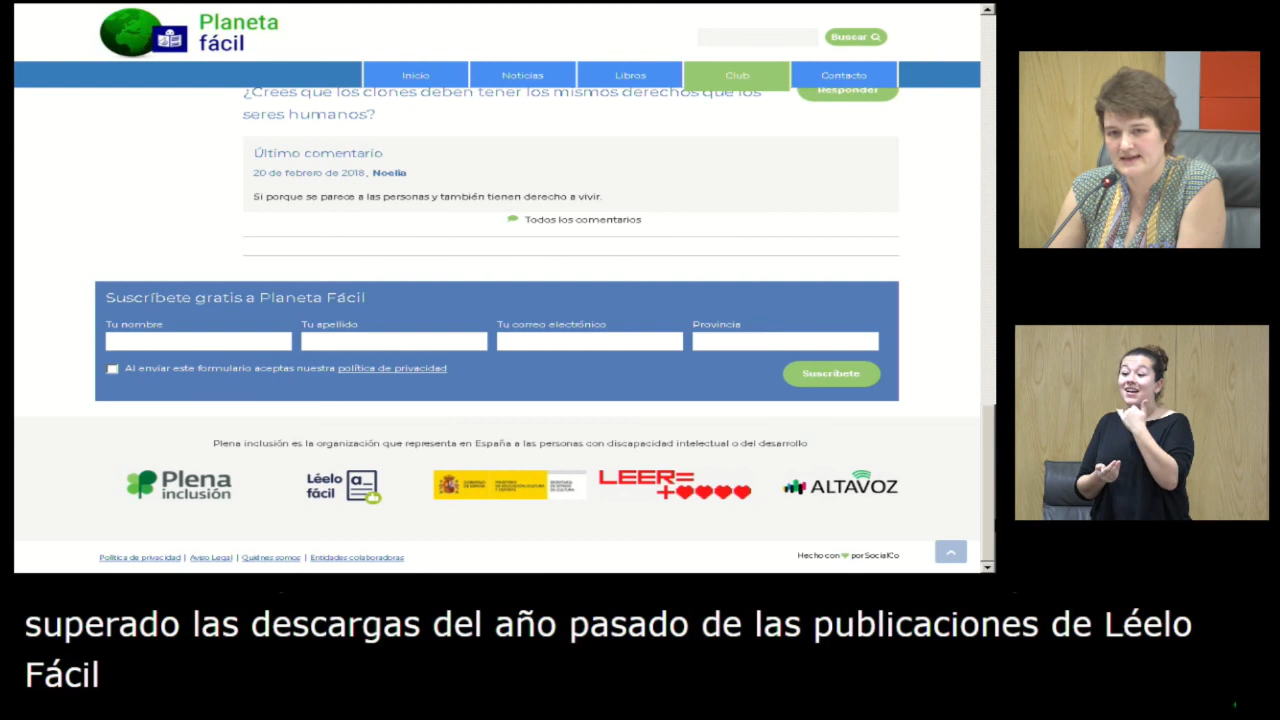 Planeta
fácil
Buscar
Inicio
Noticias
Libros
Club
Contacto
¿Crees que los clones deben tener los mismos derechos que los
seres humanos?
Responder
Último comentario
20 de febrero de 2018, Noelia
Si porque se parece a las personas y también tienen derecho a vivir.
Todos los comentarios
Suscríbete gratis a Planeta Fácil
Tu nombre
Tu apellido
Tu correo electrónico
Provincia
Al enviar este formulario aceptas nuestra política de privacidad
Suscríbete
Plena inclusión es la organización que representa en España a las personas con discapacidad intelectual o del desarrollo
Plena
inclusión
Léelo
fácil
a_
LEER=
+
ALTAVOZ
Política de privacidad | Aviso Legal | Quiénes somos | Entidades colaboradoras
Hecho con por SocialCo
superado las descargas del año pasado de las publicaciones de Léelo
Fácil